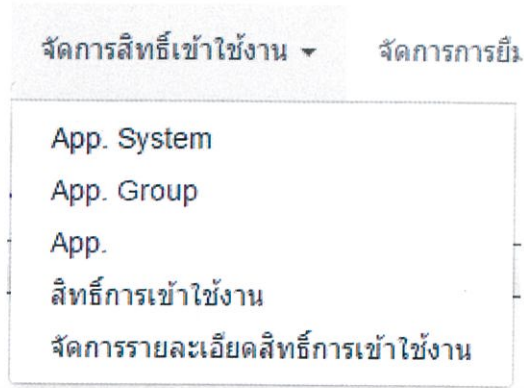 จัดการสิทธิ์เข้าใช้งาน จัดการการยืม
App. System
App. Group
App.
สิทธิ์การเข้าใช้งาน
จัดการรายละเอียดสิทธิ์การเข้าใช้งาน